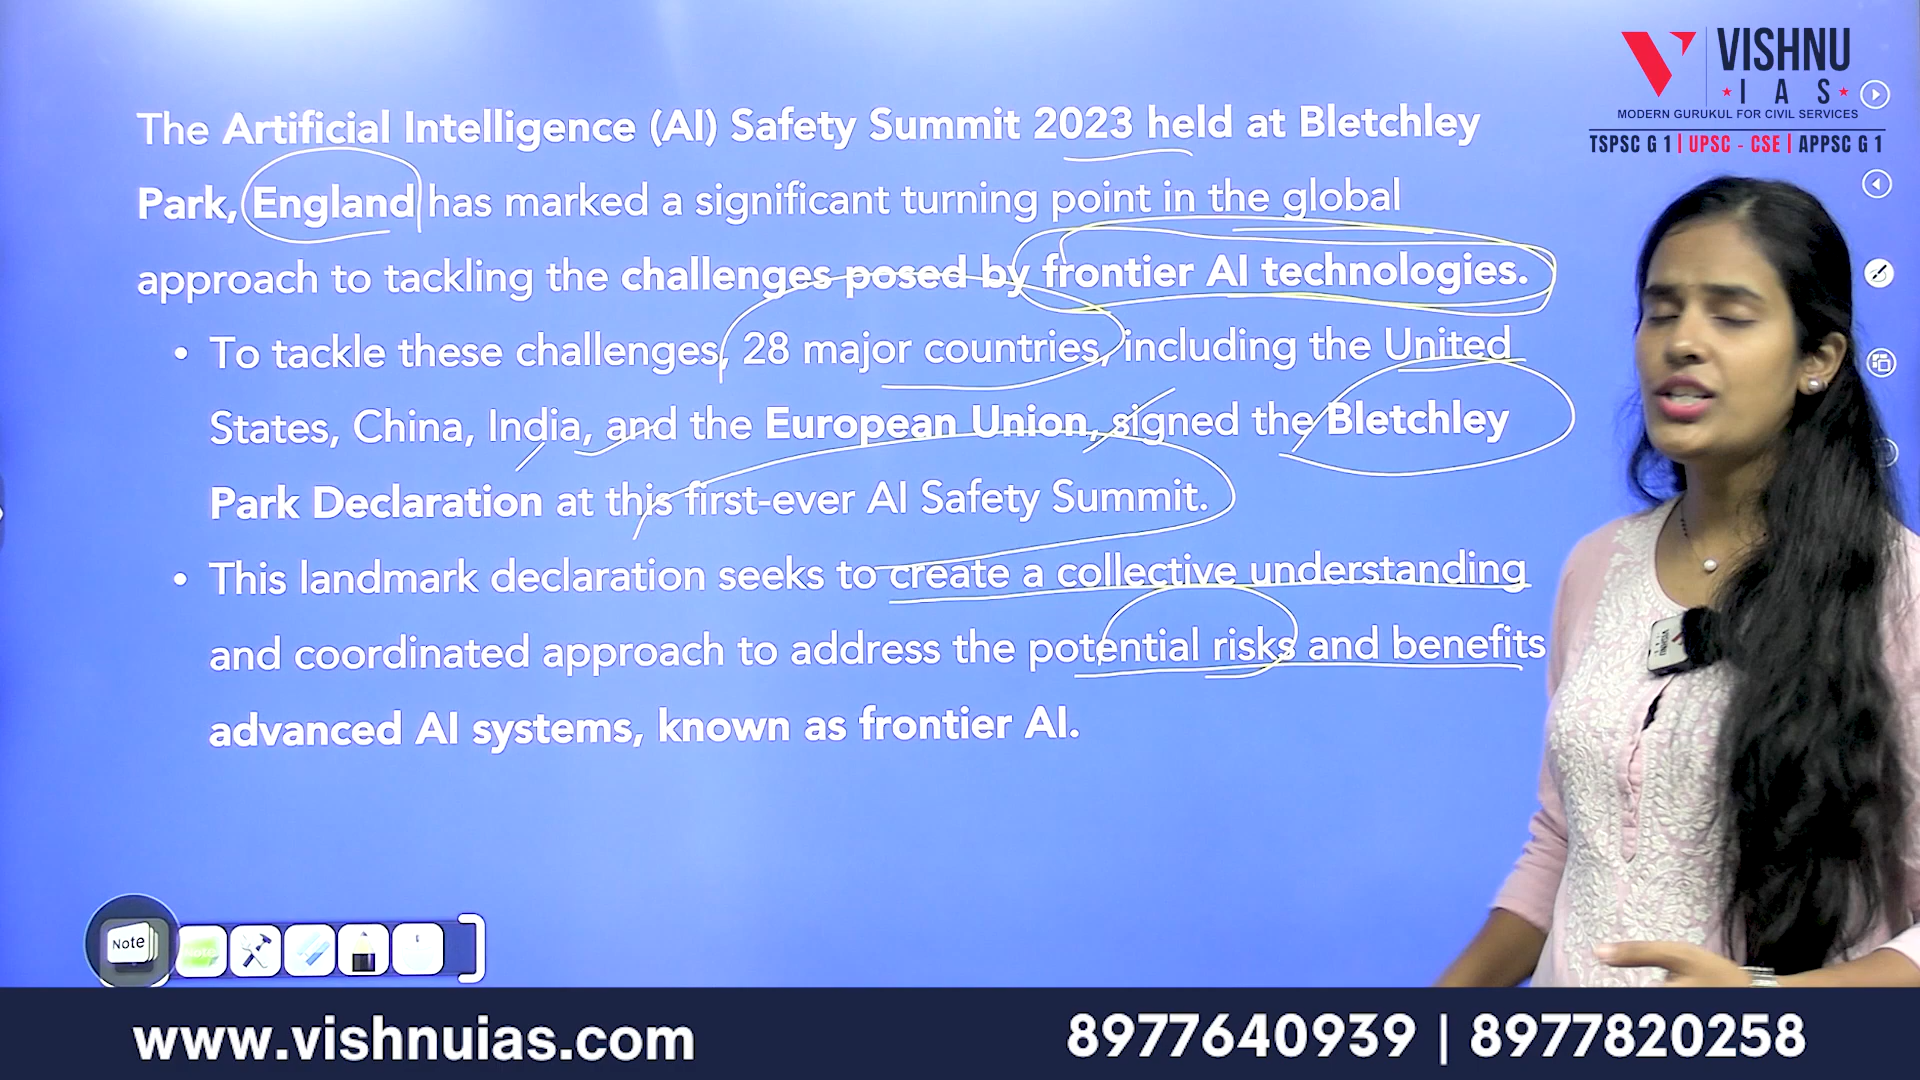 VISHNU
I A S
MODERN GURUKUL FOR CIVIL SERVICES
TSPSC G 1 | UPSC - CSE | APPSC G 1
The Artificial Intelligence (AI) Safety Summit 2023 held at Bletchley
Park, England has marked a significant turning point in the global
approach to tackling the challenges posed by frontier AI technologies.
• To tackle these challenges, 28 major countries, including the United
States, China, India, and the European Union, signed the Bletchley
Park Declaration at this first-ever AI Safety Summit.
• This landmark declaration seeks to create a collective understanding
and coordinated approach to address the potential risks and benefits
advanced AI systems, known as frontier AI.
Note
www.vishnuias.com
8977640939 | 8977820258